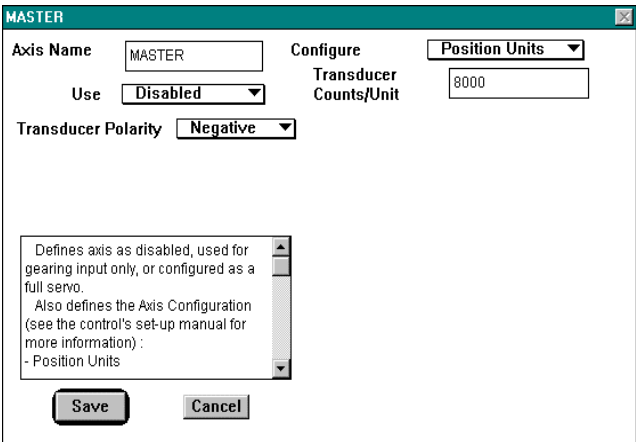 MASTER
Axis Name
MASTER
Configure
Position Units
Use
Disabled
Transducer
Counts/Unit
8000
Transducer Polarity
Negative
Defines axis as disabled, used for
gearing input only, or configured as a
full servo.
Also defines the Axis Configuration
(see the control's set-up manual for
more information) :
- Position Units
Save
Cancel